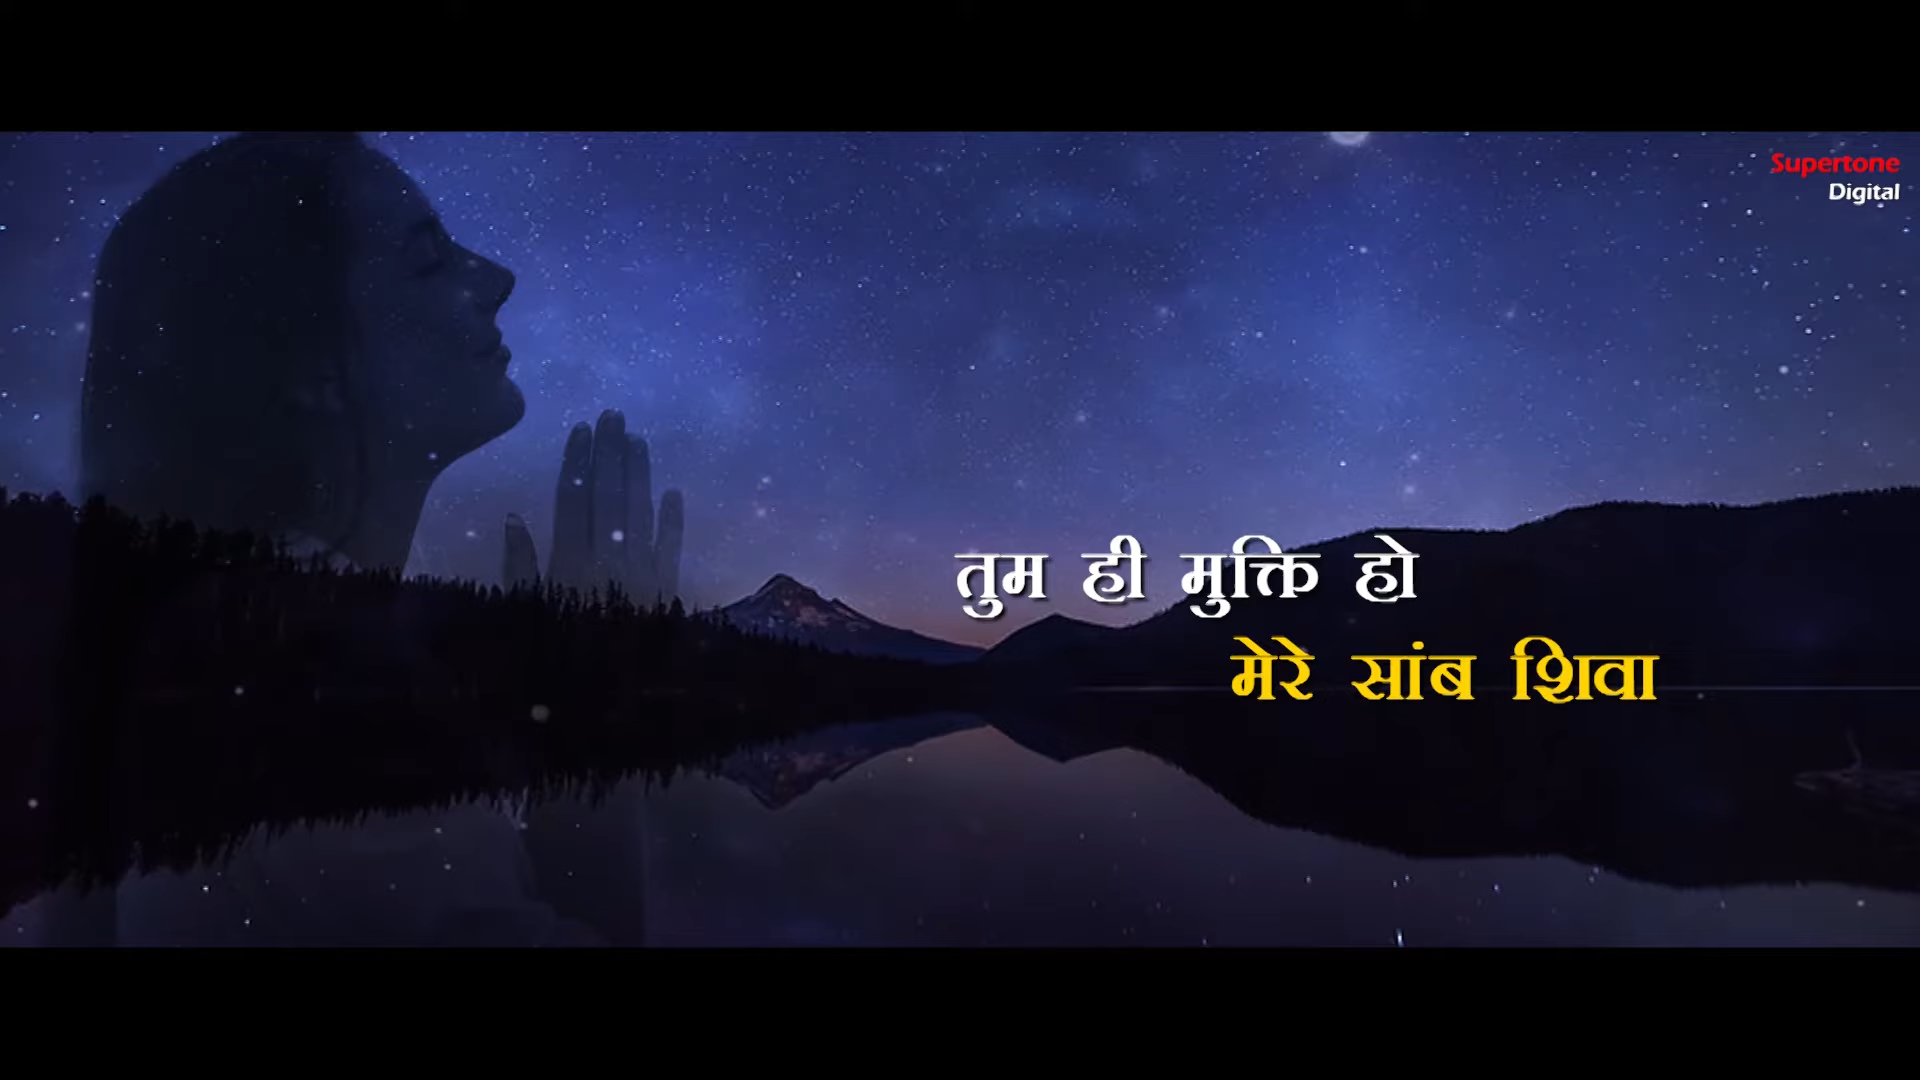 Supertone
Digital
तुम ही मुक्ति हो
मेरे सांब शिवा